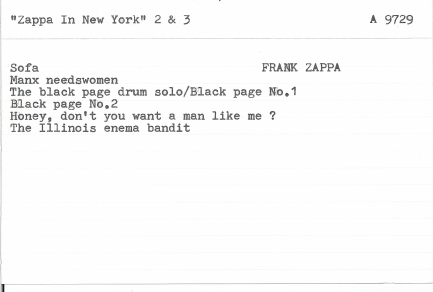 "Zappa In New York" 2 & 3 A 9729
Sofa FRANK ZAPPA
Manx needswomen
The black page drum solo/Black page No.1
Black page No.2
Honey, don't you want a man like me ?
The Illinois enema bandit